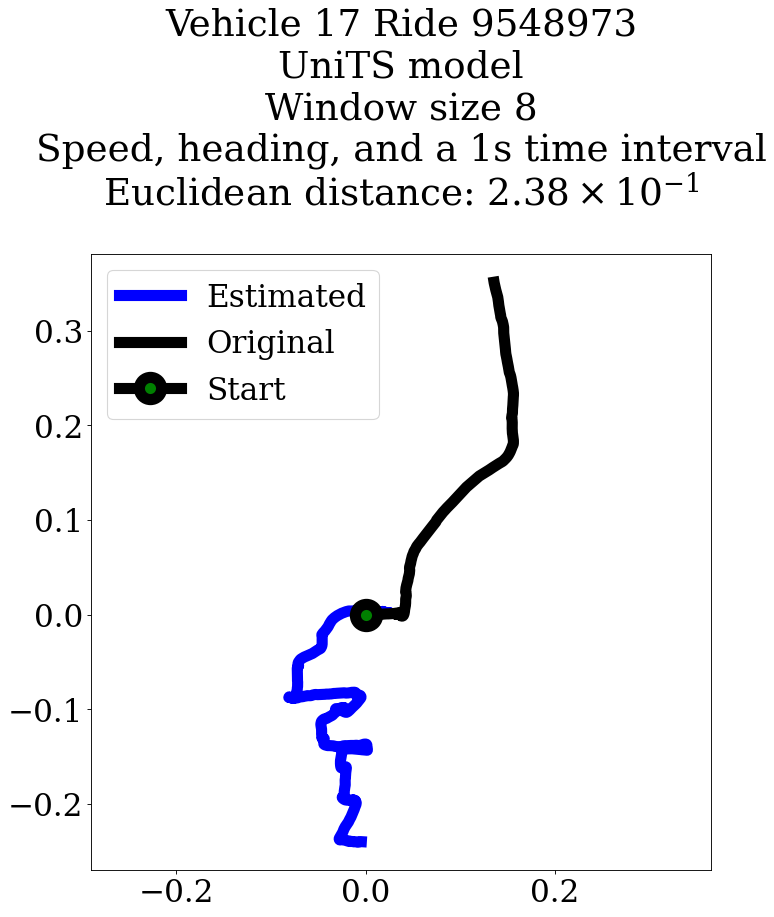 Vehicle 17 Ride 9548973
UniTS model
Window size 8
Speed, heading, and a 1s time interval
Euclidean distance: 2.38 × 10⁻¹
Estimated
Original
Start
0.3
0.2
0.1
0.0
−0.1
−0.2
−0.2 0.0 0.2